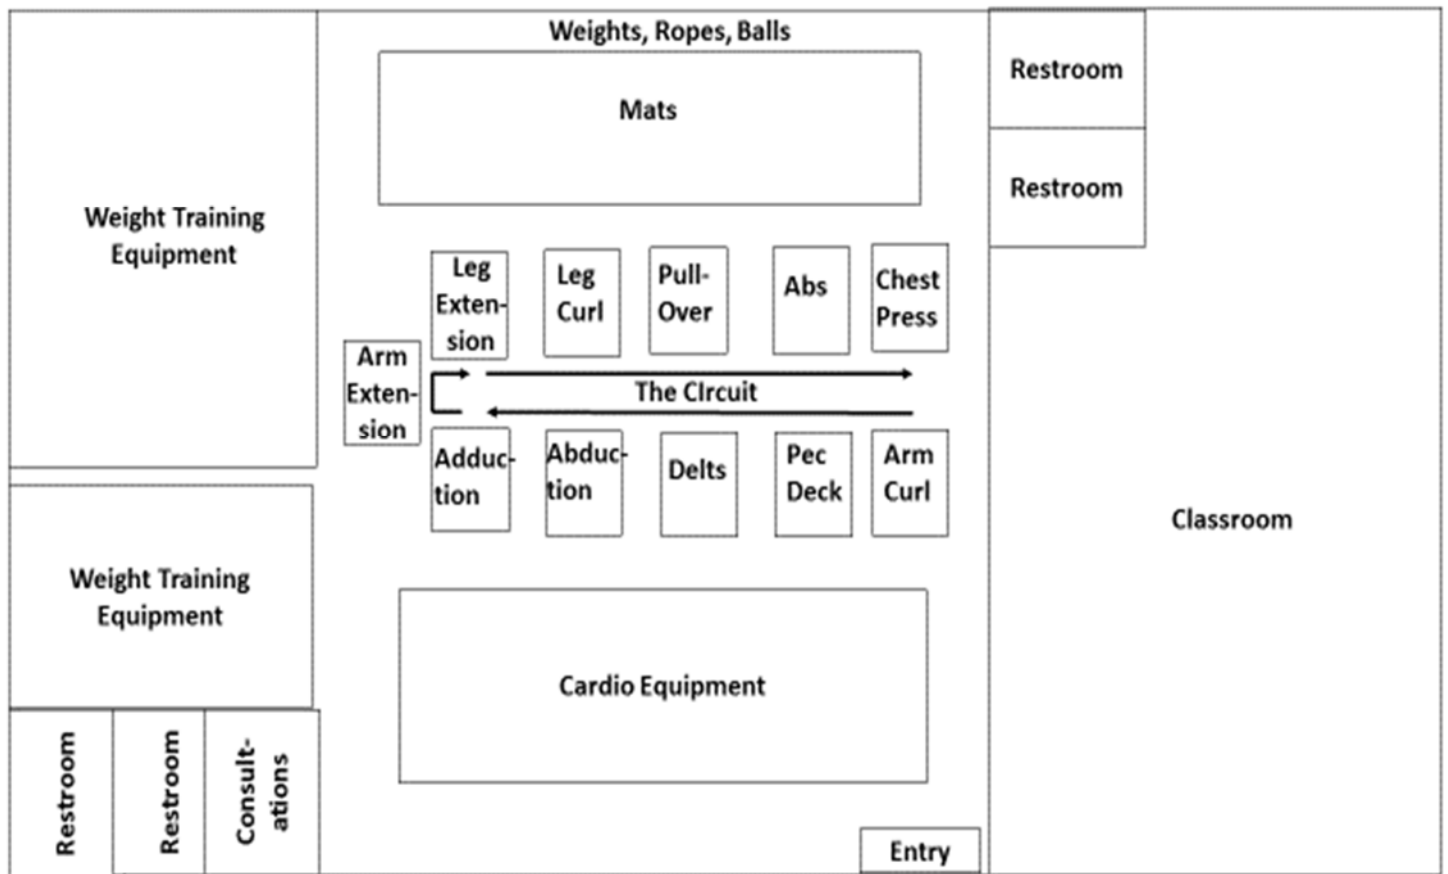 Weights, Ropes, Balls
Mats
Restroom
Restroom
Weight Training
Equipment
Leg
Exten-
sion
Leg
Curl
Pull-
Over
Abs
Chest
Press
Arm
Exten-
sion
The CIrcuit
Adduc-
tion
Abduc-
tion
Delts
Pec
Deck
Arm
Curl
Classroom
Weight Training
Equipment
Cardio Equipment
Restroom
Restroom
Consult-
ations
Entry